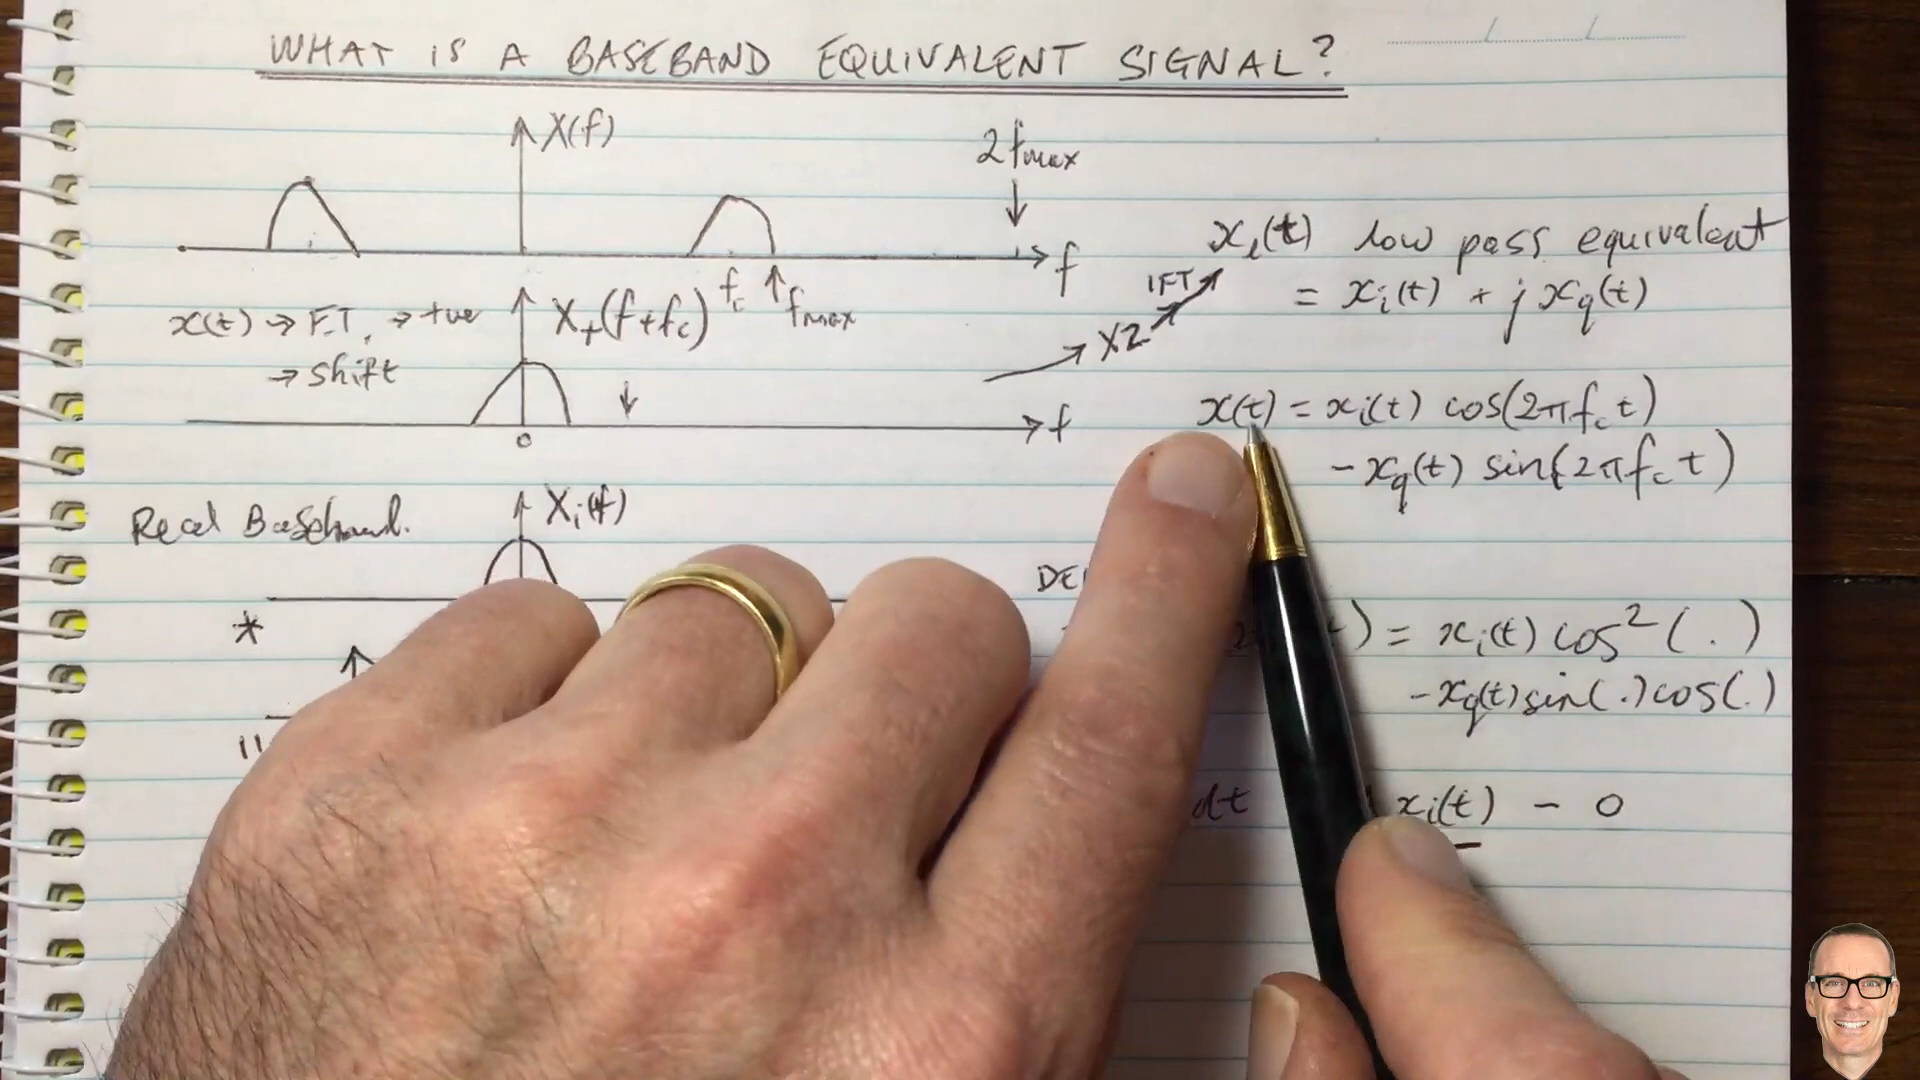 WHAT IS A BASEBAND EQUIVALENT SIGNAL?
X(f)
2fmax
f
fc
fmax
x(t) → F.T. → +ve
→ shift
X+(f+fc)
f
0
→ X2
IFT
xl(t) low pass equivalent
= xi(t) + j xq(t)
x(t) = xi(t) cos(2πfct)
- xq(t) sin(2πfct)
Real Baseband.
Xi(f)
*
) = xi(t) cos²(.)
- xq(t) sin(.) cos(.)
dt
xi(t) - 0